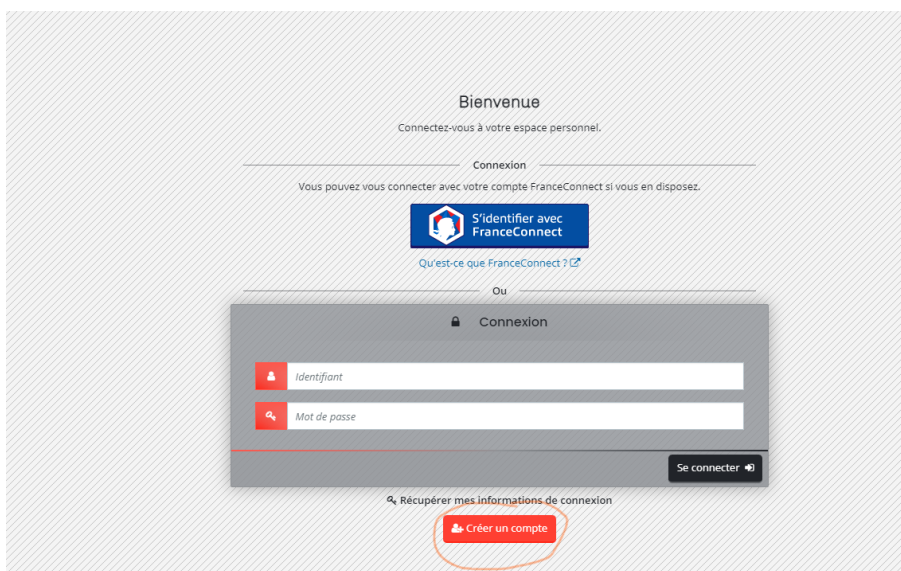 Bienvenue
Connectez-vous à votre espace personnel.
Connexion
Vous pouvez vous connecter avec votre compte FranceConnect si vous en disposez.
S'identifier avec
FranceConnect
Qu'est-ce que FranceConnect ?
Ou
Connexion
Identifiant
Mot de passe
Se connecter
Récupérer mes informations de connexion
Créer un compte